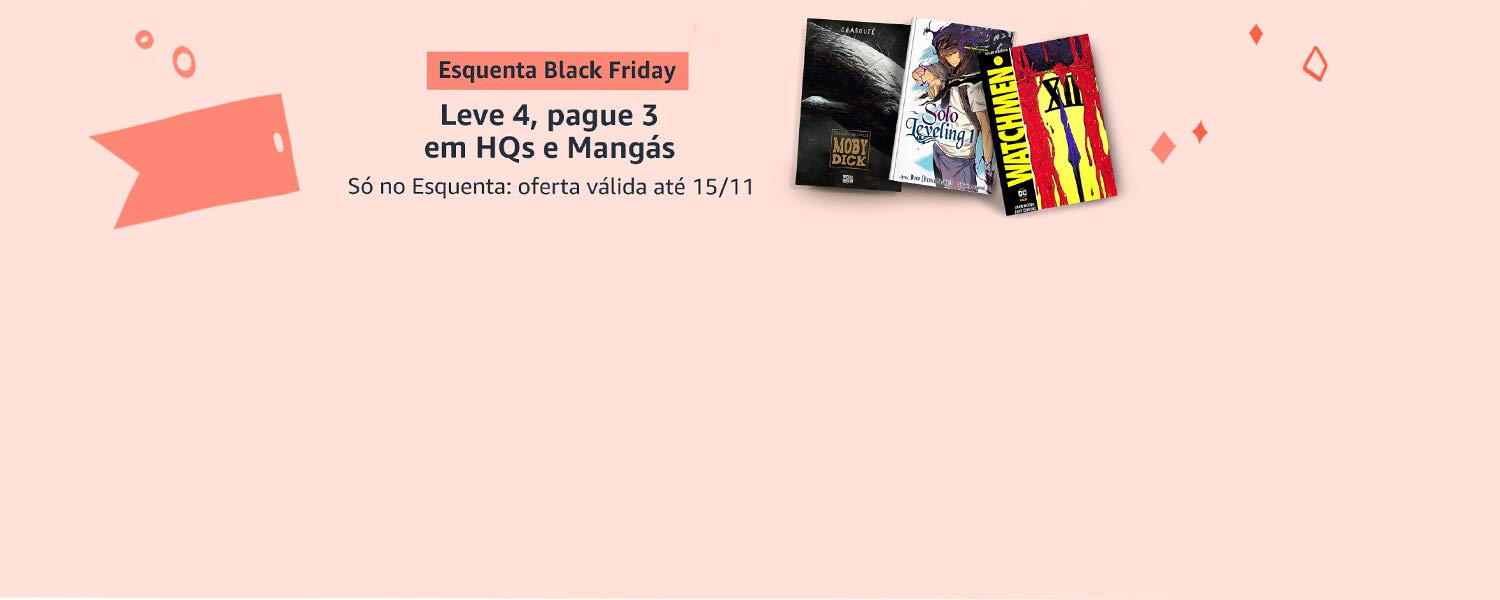 Esquenta Black Friday
Leve 4, pague 3
em HQs e Mangás
Só no Esquenta: oferta válida até 15/11
CHABOUTÉ
MOBY
DICK
Solo
Leveling 1
WATCHMEN
XII
DC